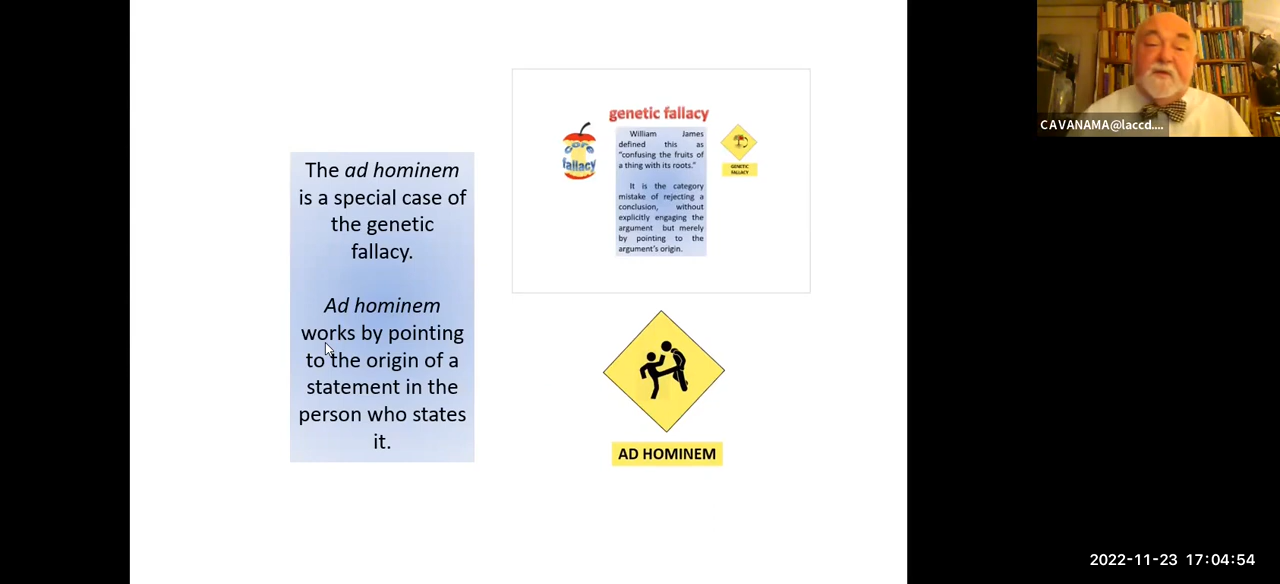 The ad hominem
is a special case of
the genetic
fallacy.
Ad hominem
works by pointing
to the origin of a
statement in the
person who states
it.
genetic fallacy
core
fallacy
William James
defined this as
"confusing the fruits of
a thing with its roots."
It is the category
mistake of rejecting a
conclusion, without
explicitly engaging the
argument but merely
by pointing to the
argument's origin.
GENETIC
FALLACY
AD HOMINEM
CAVANAMA@laccd....
2022-11-23 17:04:54